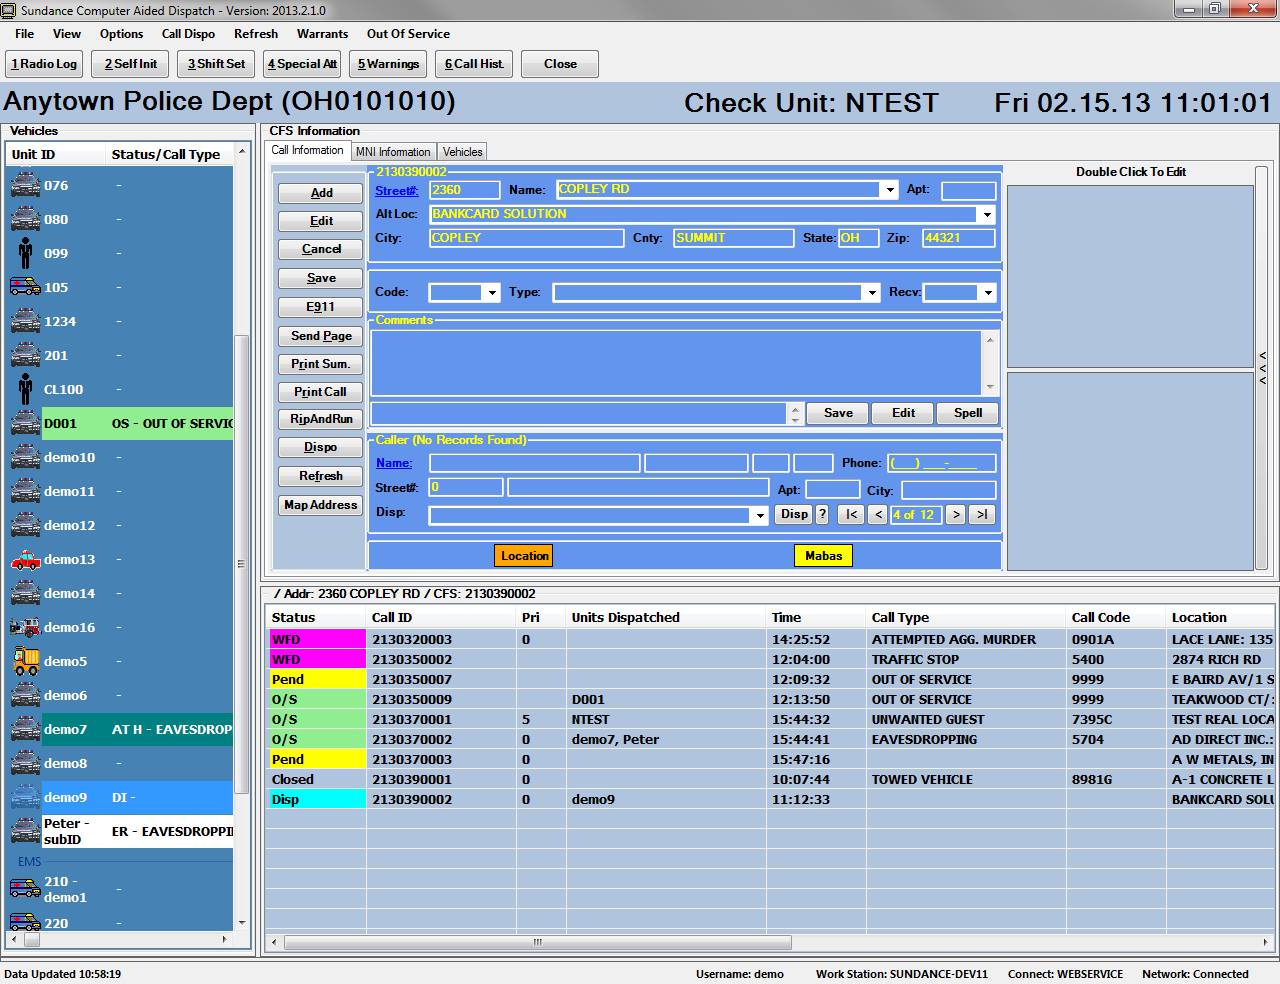 Sundance Computer Aided Dispatch - Version: 2013.2.1.0
File View Options Call Dispo Refresh Warrants Out Of Service
1 Radio Log 2 Self Init 3 Shift Set 4 Special Att 5 Warnings 6 Call Hist. Close
Anytown Police Dept (OH0101010) Check Unit: NTEST Fri 02.15.13 11:01:01
Vehicles
Unit ID Status/Call Type
076 -
080 -
099 -
105 -
1234 -
201 -
CL100 -
D001 OS - OUT OF SERVIC
demo10 -
demo11 -
demo12 -
demo13 -
demo14 -
demo16 -
demo5 -
demo6 -
demo7 AT H - EAVESDROP
demo8 -
demo9 DI -
Peter - subID ER - EAVESDROPPI
EMS
210 - demo1 -
220 -
CFS Information
Call Information MNI Information Vehicles
Add
Edit
Cancel
Save
E911
Send Page
Print Sum.
Print Call
RipAndRun
Dispo
Refresh
Map Address
2130390002
Street#: 2360 Name: COPLEY RD Apt:
Alt Loc: BANKCARD SOLUTION
City: COPLEY Cnty: SUMMIT State: OH Zip: 44321
Code: Type: Recv:
Comments
Save Edit Spell
Caller (No Records Found)
Name: Phone: (___) ___-____
Street#: 0 Apt: City:
Disp: Disp ? |< < 4 of 12 > >|
Location Mabas
Double Click To Edit
<
<
<
/ Addr: 2360 COPLEY RD / CFS: 2130390002
Status Call ID Pri Units Dispatched Time Call Type Call Code Location
WFD 2130320003 0 14:25:52 ATTEMPTED AGG. MURDER 0901A LACE LANE: 135
WFD 2130350002 12:04:00 TRAFFIC STOP 5400 2874 RICH RD
Pend 2130350007 12:09:32 OUT OF SERVICE 9999 E BAIRD AV/1 S
O/S 2130350009 D001 12:13:50 OUT OF SERVICE 9999 TEAKWOOD CT/:
O/S 2130370001 5 NTEST 15:44:32 UNWANTED GUEST 7395C TEST REAL LOCA
O/S 2130370002 0 demo7, Peter 15:44:41 EAVESDROPPING 5704 AD DIRECT INC.:
Pend 2130370003 0 15:47:16 A W METALS, IN
Closed 2130390001 0 10:07:44 TOWED VEHICLE 8981G A-1 CONCRETE L
Disp 2130390002 0 demo9 11:12:33 BANKCARD SOLU
Data Updated 10:58:19 Username: demo Work Station: SUNDANCE-DEV11 Connect: WEBSERVICE Network: Connected